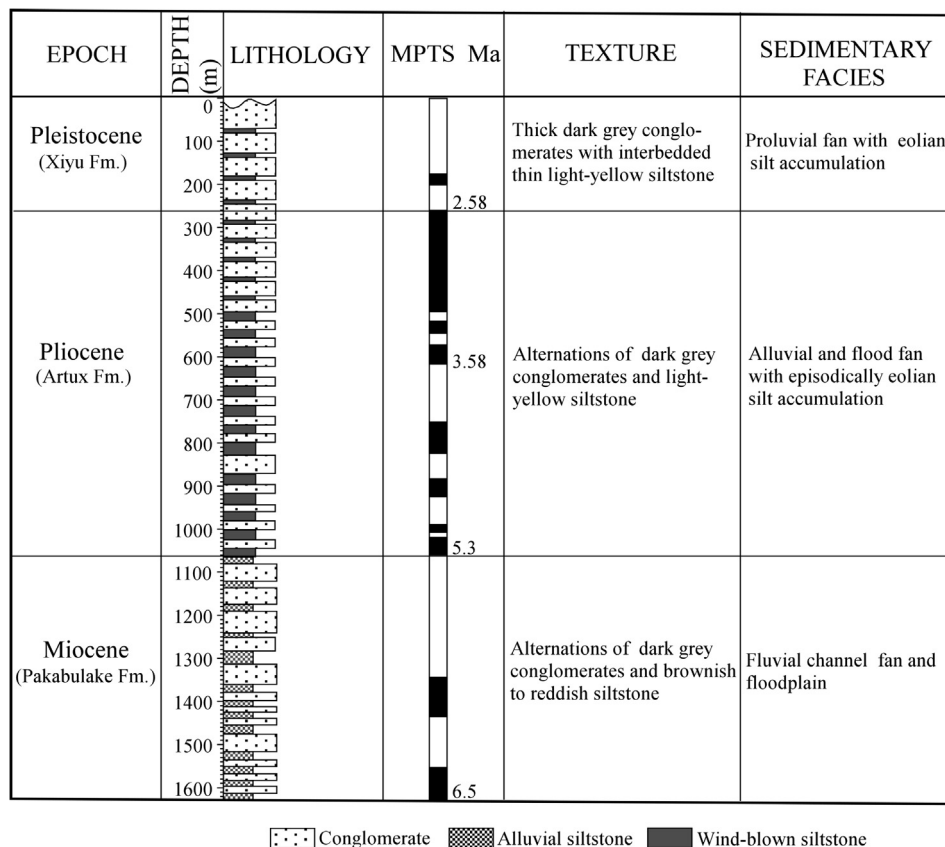 EPOCH
DEPTH (m)
LITHOLOGY
MPTS Ma
TEXTURE
SEDIMENTARY
FACIES
0
100
200
300
400
500
600
700
800
900
1000
1100
1200
1300
1400
1500
1600
Pleistocene
(Xiyu Fm.)
2.58
Thick dark grey conglo-
merates with interbedded
thin light-yellow siltstone
Proluvial fan with eolian
silt accumulation
Pliocene
(Artux Fm.)
3.58
5.3
Alternations of dark grey
conglomerates and light-
yellow siltstone
Alluvial and flood fan
with episodically eolian
silt accumulation
Miocene
(Pakabulake Fm.)
6.5
Alternations of dark grey
conglomerates and brownish
to reddish siltstone
Fluvial channel fan and
floodplain
Conglomerate
Alluvial siltstone
Wind-blown siltstone